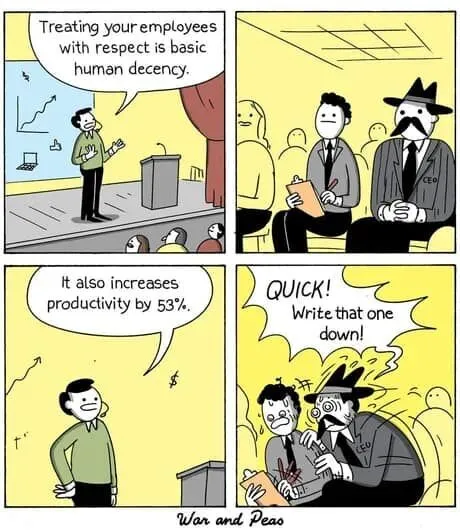 Treating your employees
with respect is basic
human decency.
$
CEO
It also increases
productivity by 53%.
$
QUICK!
Write that one
down!
CEO
War and Peas